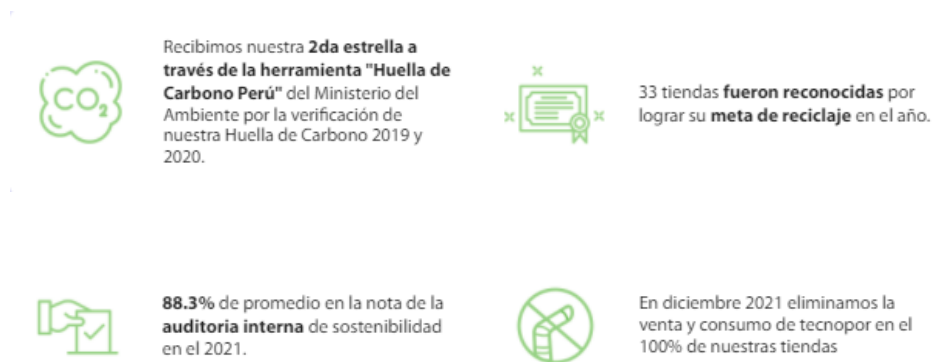 CO₂
Recibimos nuestra 2da estrella a
través de la herramienta "Huella de
Carbono Perú" del Ministerio del
Ambiente por la verificación de
nuestra Huella de Carbono 2019 y
2020.
33 tiendas fueron reconocidas por
lograr su meta de reciclaje en el año.
88.3% de promedio en la nota de la
auditoria interna de sostenibilidad
en el 2021.
En diciembre 2021 eliminamos la
venta y consumo de tecnopor en el
100% de nuestras tiendas